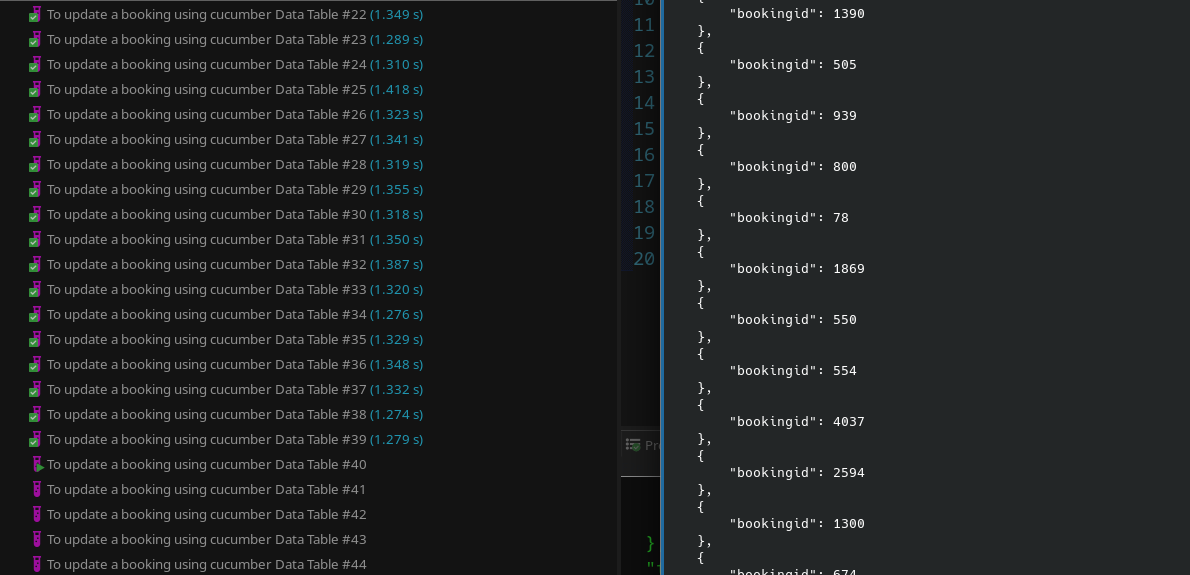 To update a booking using cucumber Data Table #22 (1.349 s)
To update a booking using cucumber Data Table #23 (1.289 s)
To update a booking using cucumber Data Table #24 (1.310 s)
To update a booking using cucumber Data Table #25 (1.418 s)
To update a booking using cucumber Data Table #26 (1.323 s)
To update a booking using cucumber Data Table #27 (1.341 s)
To update a booking using cucumber Data Table #28 (1.319 s)
To update a booking using cucumber Data Table #29 (1.355 s)
To update a booking using cucumber Data Table #30 (1.318 s)
To update a booking using cucumber Data Table #31 (1.350 s)
To update a booking using cucumber Data Table #32 (1.387 s)
To update a booking using cucumber Data Table #33 (1.320 s)
To update a booking using cucumber Data Table #34 (1.276 s)
To update a booking using cucumber Data Table #35 (1.329 s)
To update a booking using cucumber Data Table #36 (1.348 s)
To update a booking using cucumber Data Table #37 (1.332 s)
To update a booking using cucumber Data Table #38 (1.274 s)
To update a booking using cucumber Data Table #39 (1.279 s)
To update a booking using cucumber Data Table #40
To update a booking using cucumber Data Table #41
To update a booking using cucumber Data Table #42
To update a booking using cucumber Data Table #43
To update a booking using cucumber Data Table #44
10
11
12
13
14
15
16
17
18
19
20
}
{
"bookingid": 1390
},
{
"bookingid": 505
},
{
"bookingid": 939
},
{
"bookingid": 800
},
{
"bookingid": 78
},
{
"bookingid": 1869
},
{
"bookingid": 550
},
{
"bookingid": 554
},
{
"bookingid": 4037
},
{
"bookingid": 2594
},
{
"bookingid": 1300
},
{
"bookingid": 674